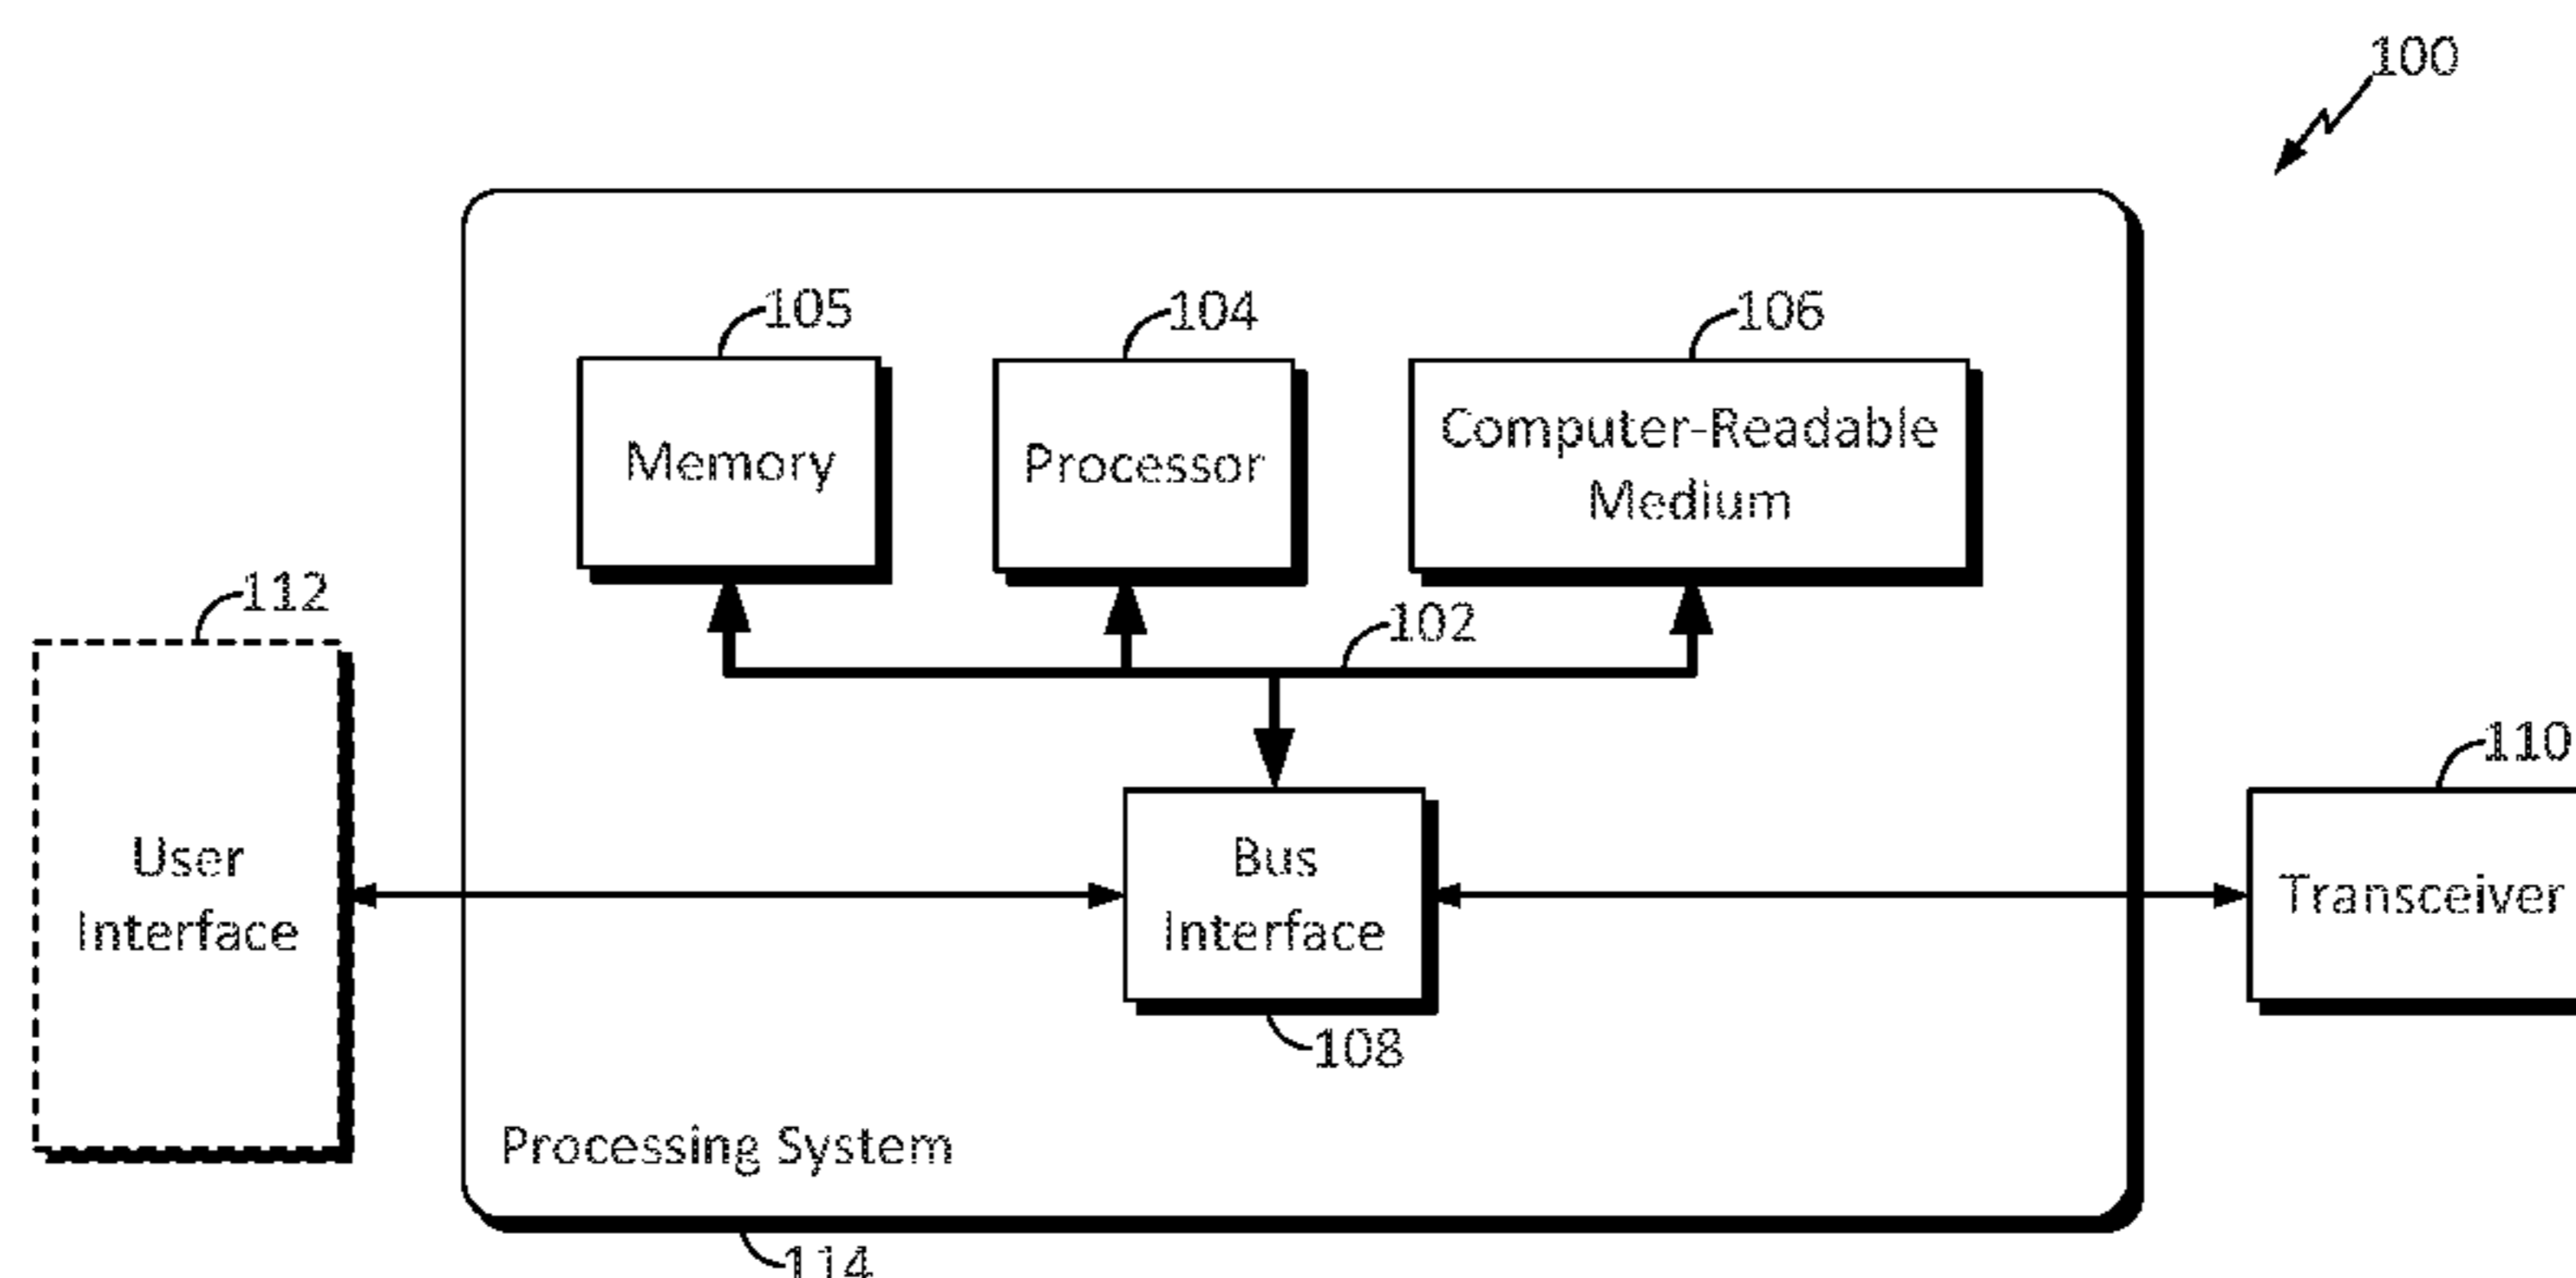 100
105
104
106
Memory
Processor
Computer-Readable
Medium
112
102
110
User
Interface
Bus
Interface
Transceiver
108
Processing System
114